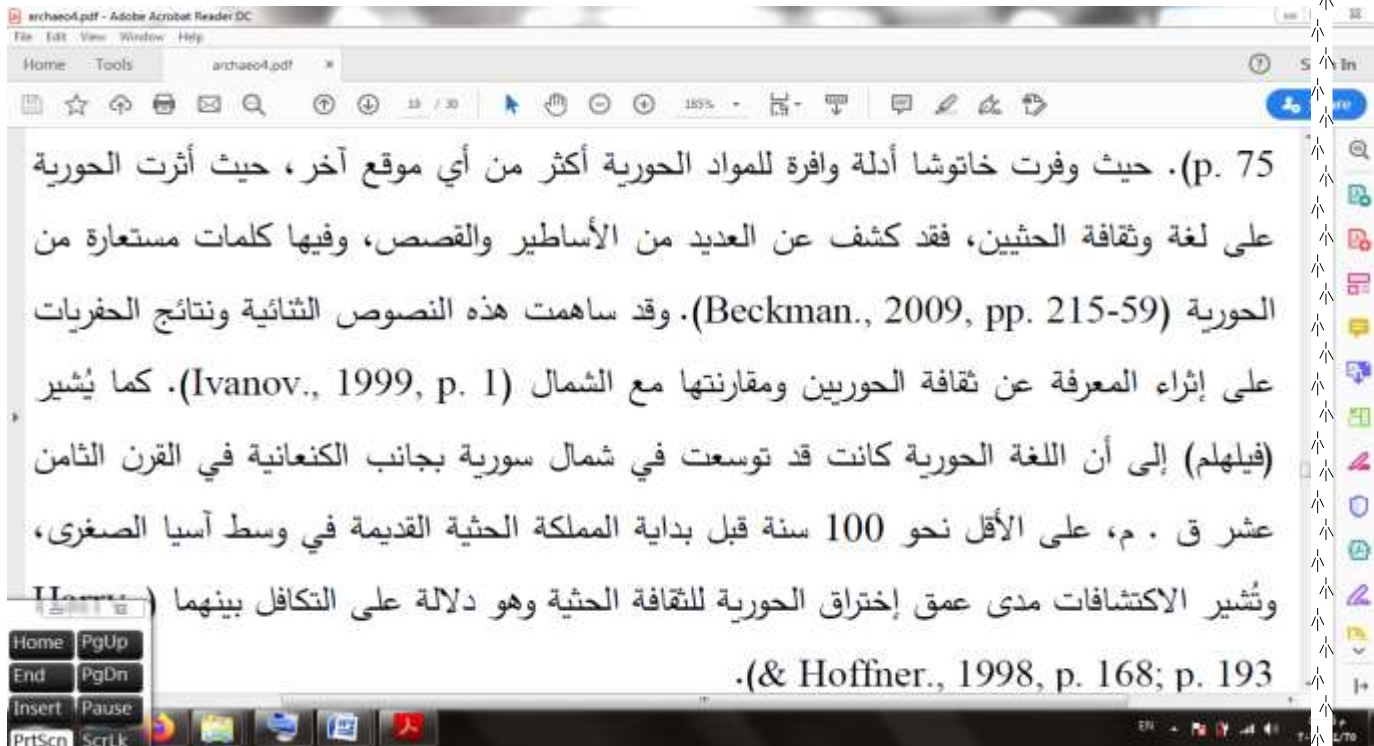 archaeo4.pdf - Adobe Acrobat Reader DC
File Edit View Window Help
Home Tools archaeo4.pdf ×
19 / 30 185%
p. 75). حيث وفرت خاتوشا أدلة وافرة للمواد الحورية أكثر من أي موقع آخر، حيث أثرت الحورية
على لغة وثقافة الحثيين، فقد كشف عن العديد من الأساطير والقصص، وفيها كلمات مستعارة من
الحورية (Beckman., 2009, pp. 215-59). وقد ساهمت هذه النصوص الثنائية ونتائج الحفريات
على إثراء المعرفة عن ثقافة الحوريين ومقارنتها مع الشمال (Ivanov., 1999, p. 1). كما يُشير
(فيلهلم) إلى أن اللغة الحورية كانت قد توسعت في شمال سورية بجانب الكنعانية في القرن الثامن
عشر ق . م، على الأقل نحو 100 سنة قبل بداية المملكة الحثية القديمة في وسط آسيا الصغرى،
وتُشير الاكتشافات مدى عمق إختراق الحورية للثقافة الحثية وهو دلالة على التكافل بينهما (
& Hoffner., 1998, p. 168; p. 193).
Home PgUp
End PgDn
Insert Pause
PrtScn ScrLk
EN